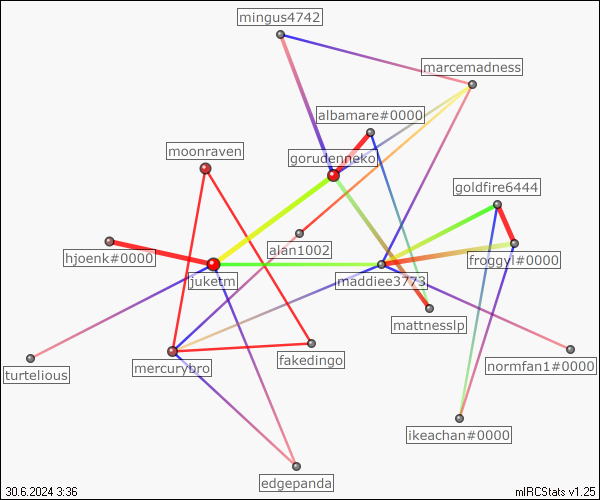 mingus4742
marcemadness
albamare#0000
moonraven
gorudenneko
goldfire6444
alan1002
hjoenk#0000
froggyl#0000
juketm
maddiee3773
mattnesslp
mercurybro
fakedingo
normfan1#0000
turtelious
ikeachan#0000
edgepanda
30.6.2024 3:36
mIRCStats v1.25